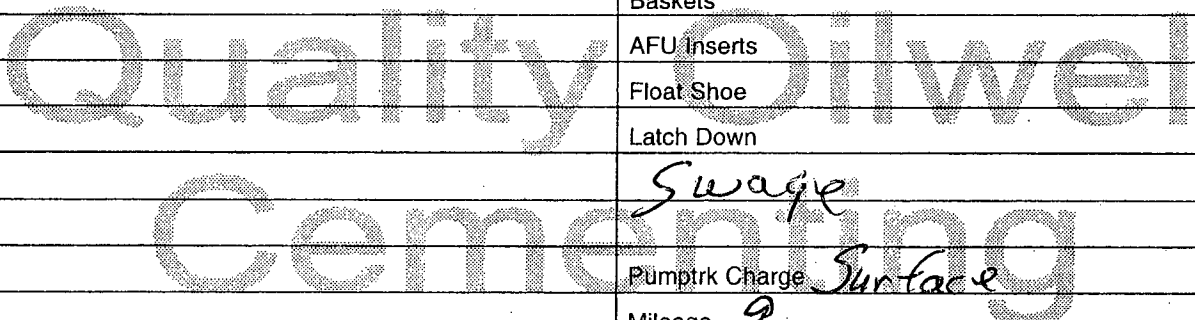 Baskets
Quality Oilwel
AFU Inserts
Float Shoe
Latch Down
Swage
Cementing
Pumptrk Charge Surface
Mileage 9